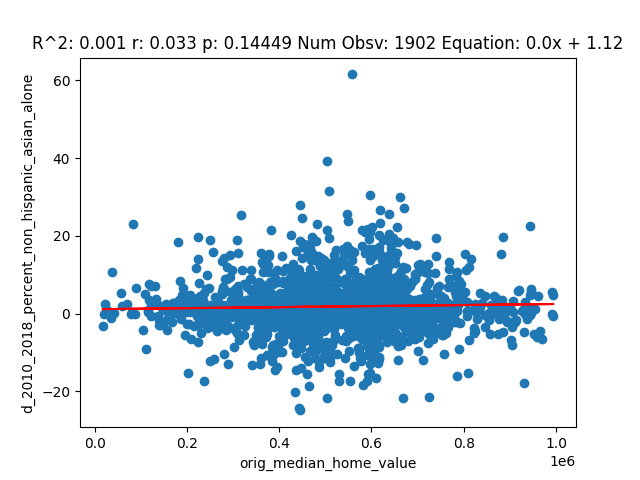 R^2: 0.001 r: 0.033 p: 0.14449 Num Obsv: 1902 Equation: 0.0x + 1.12
d_2010_2018_percent_non_hispanic_asian_alone
60
40
20
0
−20
0.0 0.2 0.4 0.6 0.8 1.0
1e6
orig_median_home_value